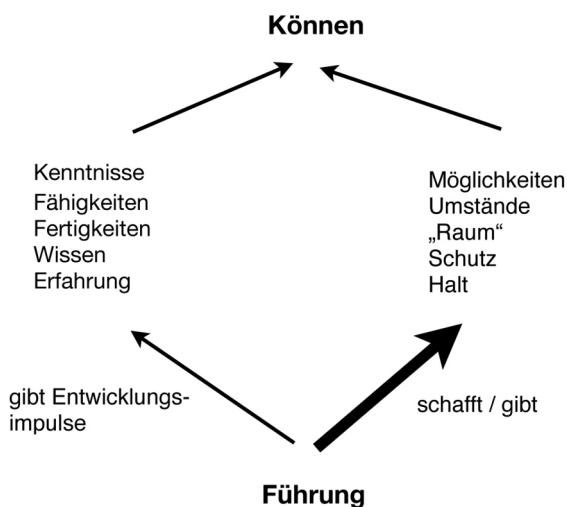 Können
Kenntnisse
Fähigkeiten
Fertigkeiten
Wissen
Erfahrung
Möglichkeiten
Umstände
„Raum“
Schutz
Halt
gibt Entwicklungs-
impulse
schafft / gibt
Führung